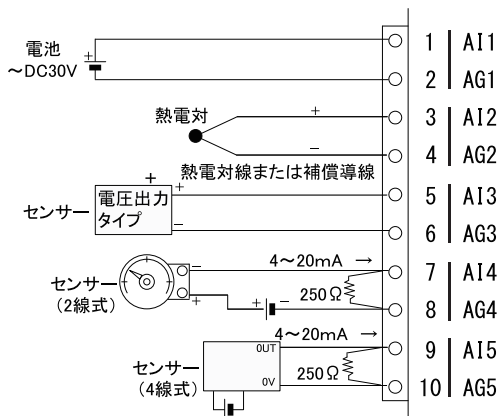 電池
～DC30V
+
1 AI1
2 AG1
熱電対
+
−
3 AI2
4 AG2
熱電対線または補償導線
センサー
+
電圧出力
タイプ
+
−
5 AI3
6 AG3
センサー
(2線式)
−
+
+
−
4～20mA →
250Ω
7 AI4
8 AG4
センサー
(4線式)
OUT
0V
4～20mA →
250Ω
9 AI5
10 AG5